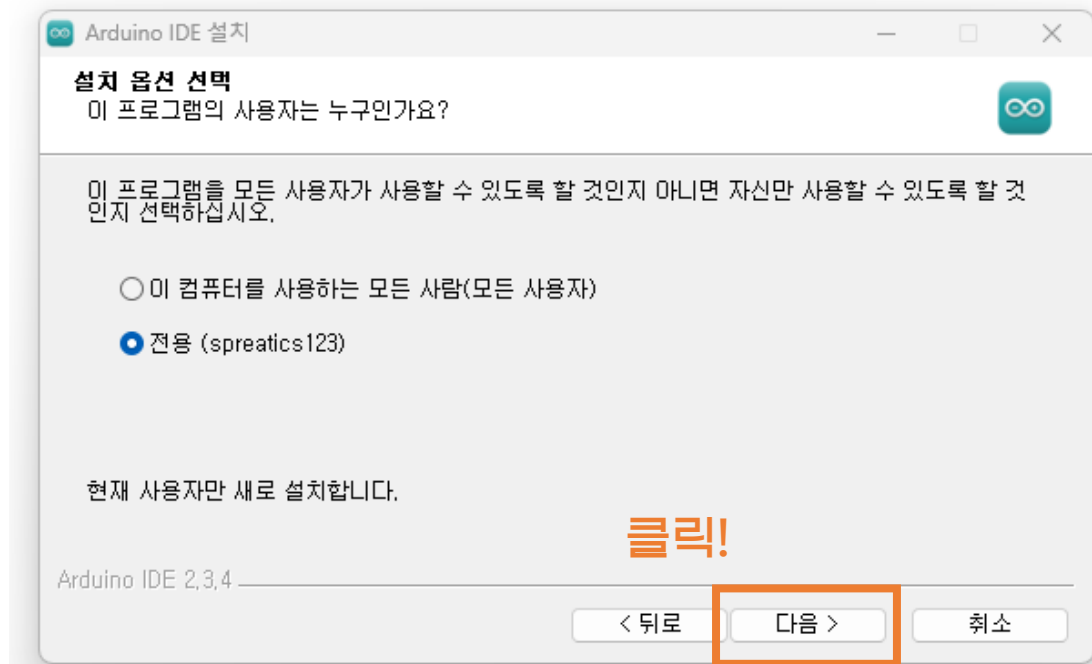 Arduino IDE 설치
설치 옵션 선택
이 프로그램의 사용자는 누구인가요?
이 프로그램을 모든 사용자가 사용할 수 있도록 할 것인지 아니면 자신만 사용할 수 있도록 할 것
인지 선택하십시오.
이 컴퓨터를 사용하는 모든 사람(모든 사용자)
전용 (spreatics123)
현재 사용자만 새로 설치합니다.
클릭!
Arduino IDE 2.3.4
< 뒤로
다음 >
취소